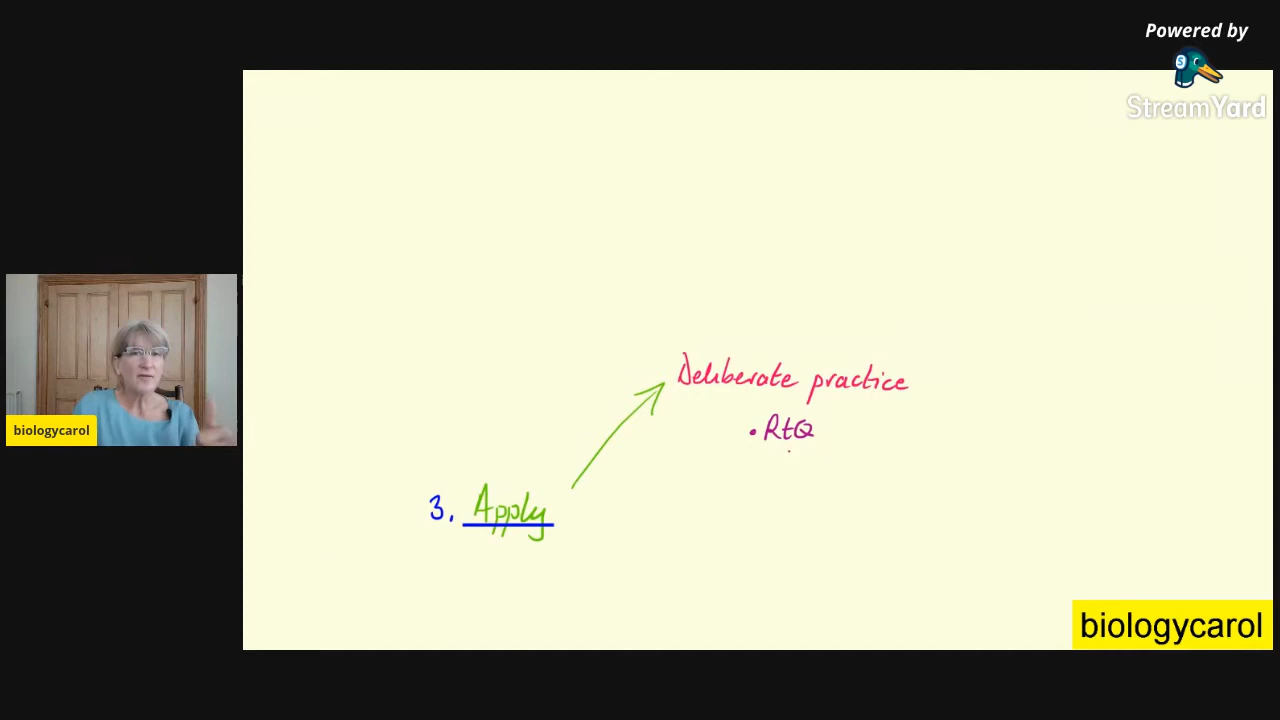 Powered by
StreamYard
Deliberate practice
• RtQ
3. Apply
biologycarol
biologycarol